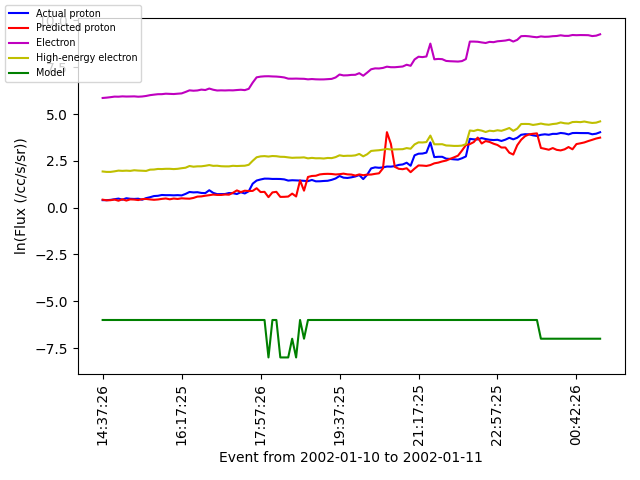 Actual proton
Predicted proton
Electron
High-energy electron
Model
5.0
2.5
0.0
−2.5
−5.0
−7.5
ln(Flux (/cc/s/sr))
14:37:26
16:17:25
17:57:26
19:37:25
21:17:25
22:57:25
00:42:26
Event from 2002-01-10 to 2002-01-11